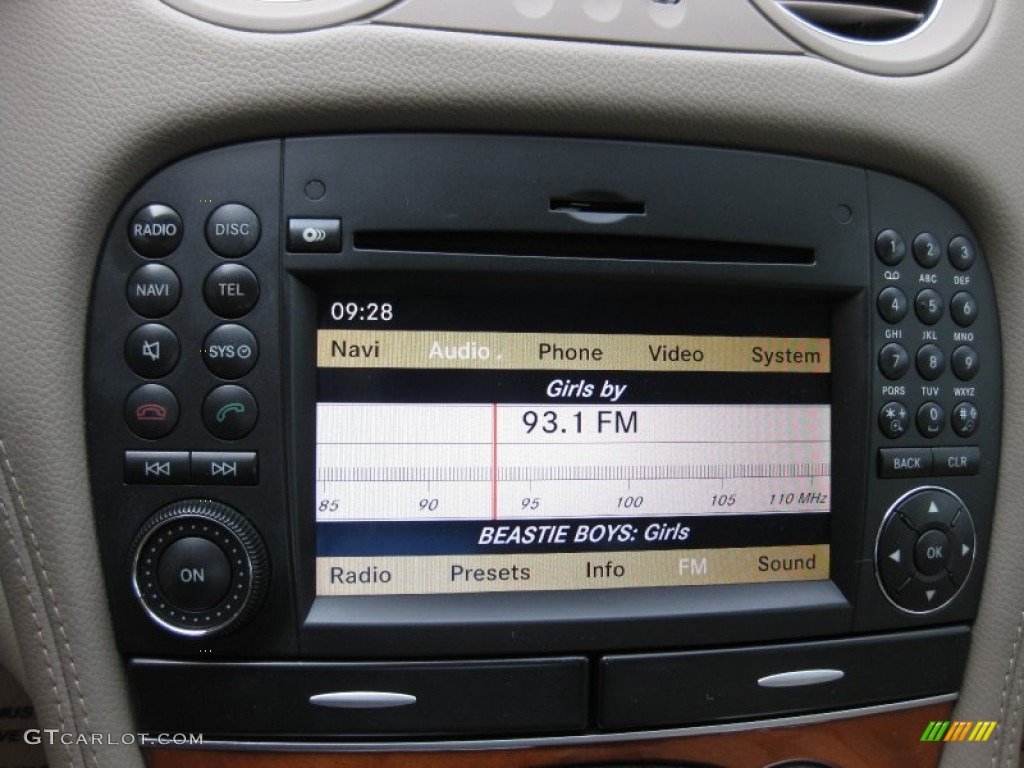 RADIO DISC
NAVI TEL
SYS
ON
09:28
Navi Audio Phone Video System
Girls by
93.1 FM
85 90 95 100 105 110 MHz
BEASTIE BOYS: Girls
Radio Presets Info FM Sound
1 2 3
ABC DEF
4 5 6
GHI JKL MNO
7 8 9
PQRS TUV WXYZ
* 0 #
BACK CLR
OK
GTCARLOT.COM